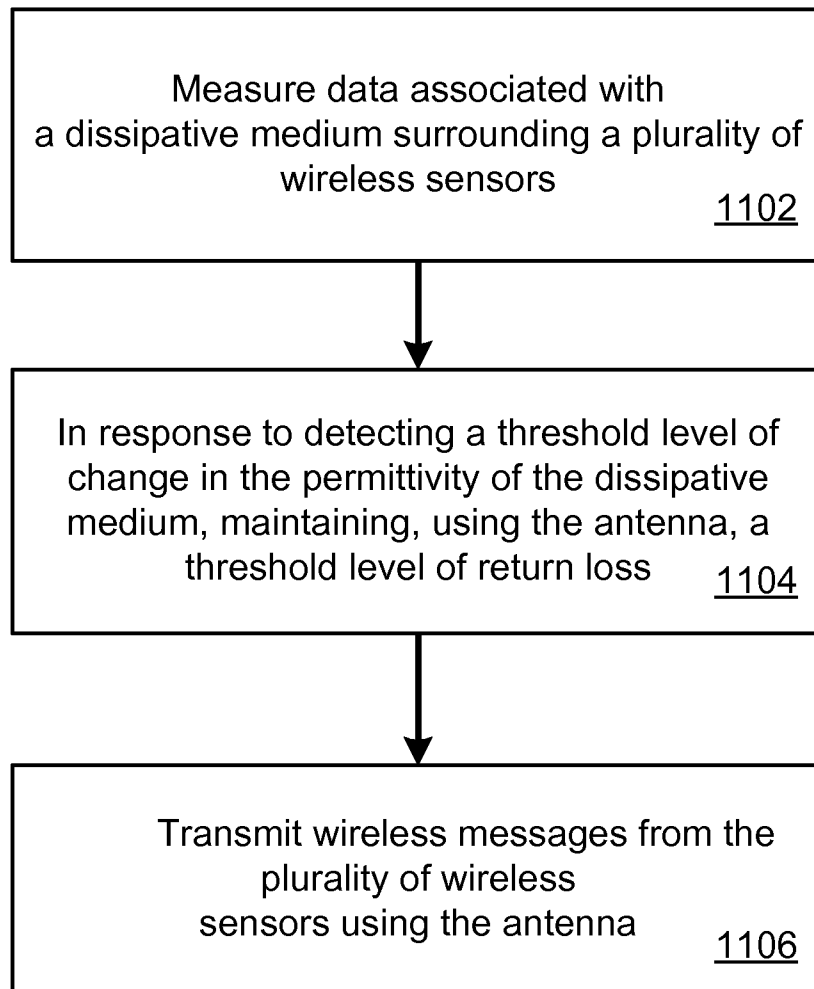 Measure data associated with
a dissipative medium surrounding a plurality of
wireless sensors
1102
In response to detecting a threshold level of
change in the permittivity of the dissipative
medium, maintaining, using the antenna, a
threshold level of return loss
1104
Transmit wireless messages from the
plurality of wireless
sensors using the antenna
1106